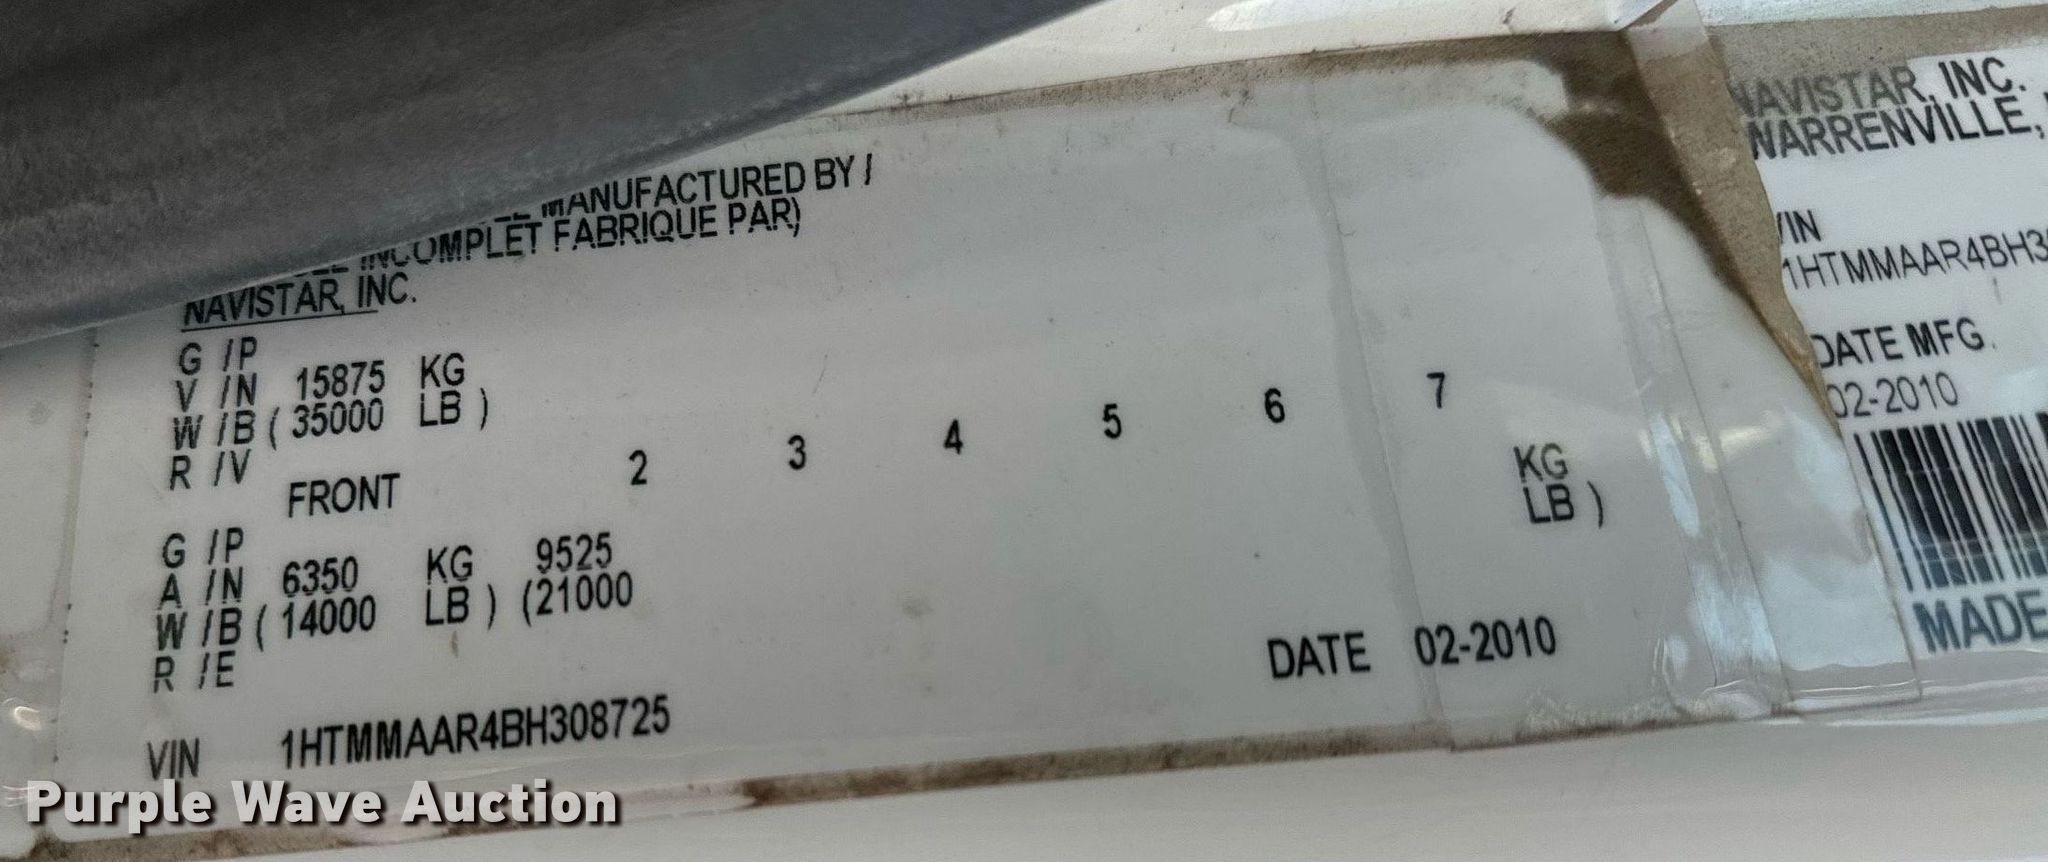 MANUFACTURED BY /
INCOMPLET FABRIQUE PAR)
NAVISTAR, INC.
G /P
V /N 15875 KG
W /B ( 35000 LB )
R /V
FRONT 2 3 4 5 6 7
G /P
A /N 6350 KG 9525 KG
W /B ( 14000 LB ) (21000 LB )
R /E
DATE 02-2010
VIN 1HTMMAAR4BH308725
NAVISTAR, INC.
WARRENVILLE,
VIN
1HTMMAAR4BH3
DATE MFG.
02-2010
MADE
Purple Wave Auction